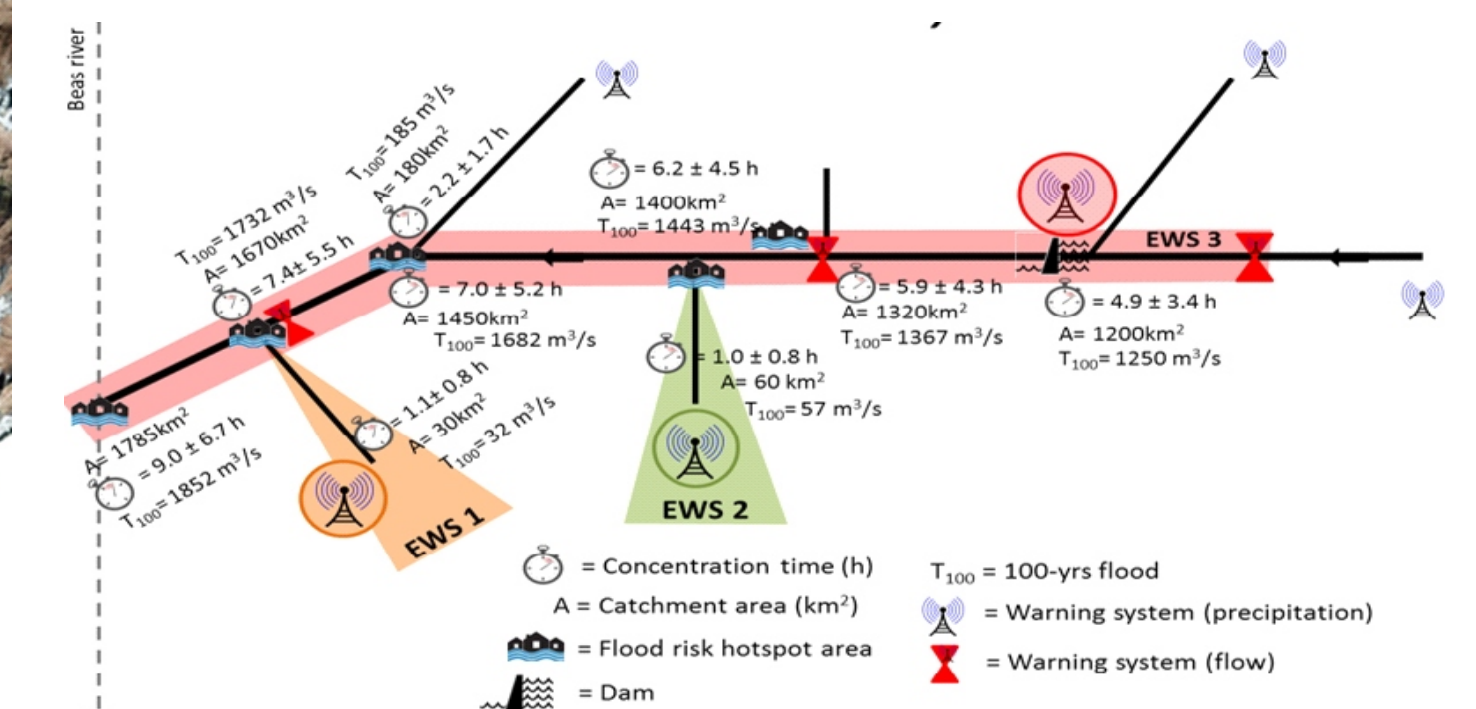 Beas river
T100= 185 m³/s
A= 180km²
= 2.2 ± 1.7 h
T100= 1732 m³/s
A= 1670km²
= 7.4± 5.5 h
= 6.2 ± 4.5 h
A= 1400km²
T100= 1443 m³/s
EWS 3
= 7.0 ± 5.2 h
A= 1450km²
T100= 1682 m³/s
= 5.9 ± 4.3 h
A= 1320km²
T100= 1367 m³/s
= 4.9 ± 3.4 h
A= 1200km²
T100= 1250 m³/s
= 1.0 ± 0.8 h
A= 60 km²
T100= 57 m³/s
= 1.1± 0.8 h
A= 30km²
T100= 32 m³/s
A= 1785km²
= 9.0 ± 6.7 h
T100= 1852 m³/s
EWS 1
EWS 2
= Concentration time (h)
A = Catchment area (km²)
= Flood risk hotspot area
= Dam
T100 = 100-yrs flood
= Warning system (precipitation)
= Warning system (flow)